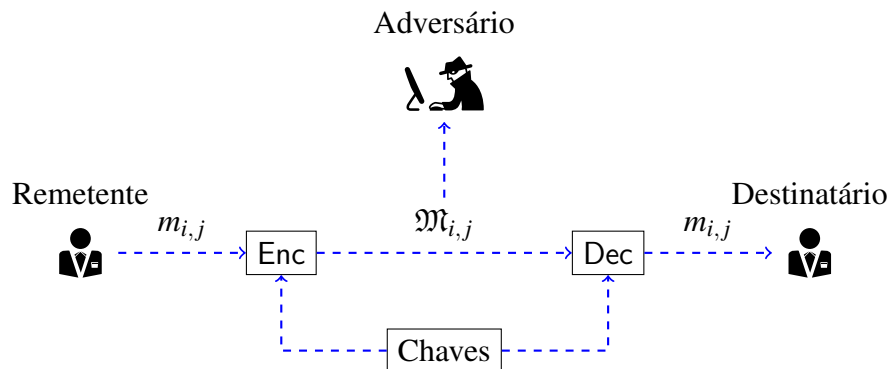 Adversário
Remetente
Destinatário
m_{i,j}
𝔐_{i,j}
m_{i,j}
Enc
Dec
Chaves